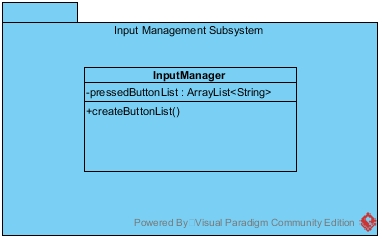 Input Management Subsystem
InputManager
-pressedButtonList : ArrayList<String>
+createButtonList()
Powered By Visual Paradigm Community Edition